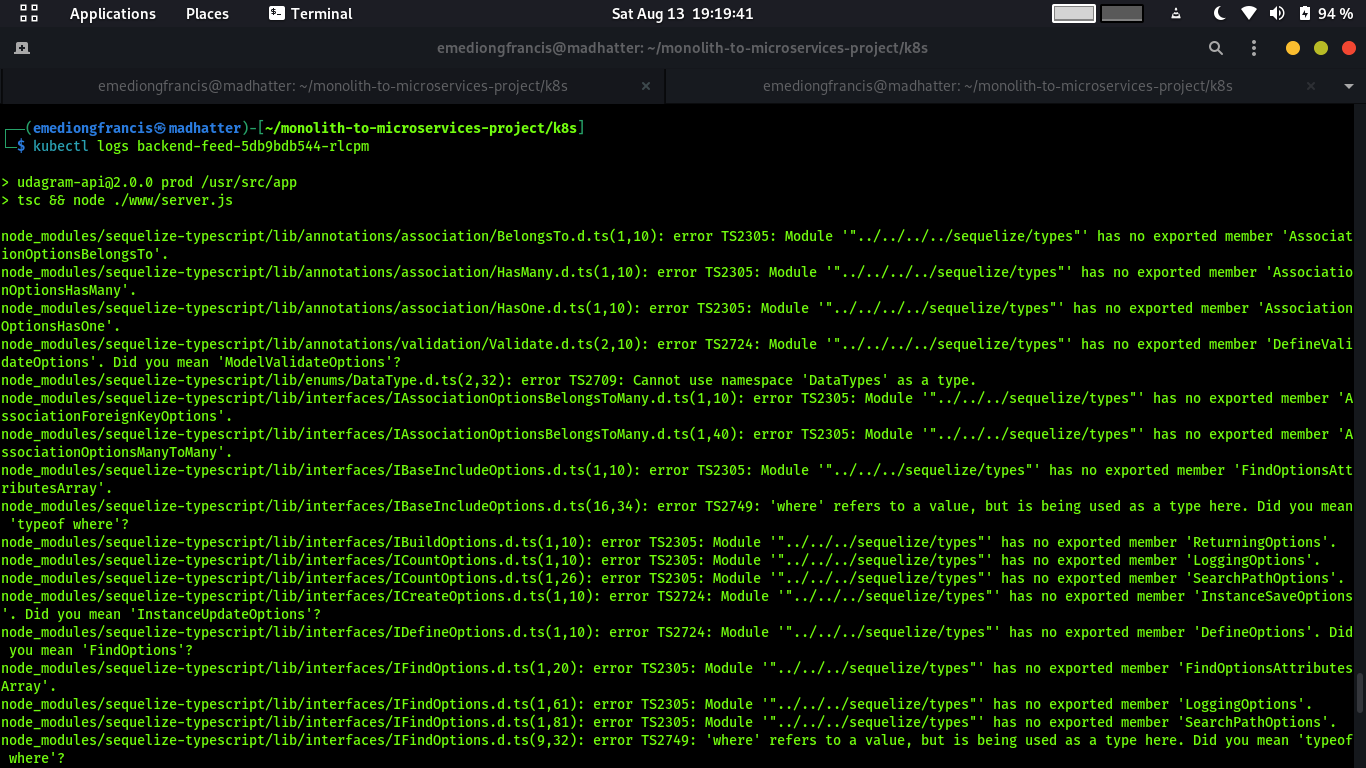 Applications Places Terminal Sat Aug 13 19:19:41 94 %
emediongfrancis@madhatter: ~/monolith-to-microservices-project/k8s
emediongfrancis@madhatter: ~/monolith-to-microservices-project/k8s × emediongfrancis@madhatter: ~/monolith-to-microservices-project/k8s ×
┌──(emediongfrancis㉿madhatter)-[~/monolith-to-microservices-project/k8s]
└─$ kubectl logs backend-feed-5db9bdb544-rlcpm
> udagram-api@2.0.0 prod /usr/src/app
> tsc && node ./www/server.js
node_modules/sequelize-typescript/lib/annotations/association/BelongsTo.d.ts(1,10): error TS2305: Module '"../../../../sequelize/types"' has no exported member 'Associat
ionOptionsBelongsTo'.
node_modules/sequelize-typescript/lib/annotations/association/HasMany.d.ts(1,10): error TS2305: Module '"../../../../sequelize/types"' has no exported member 'Associatio
nOptionsHasMany'.
node_modules/sequelize-typescript/lib/annotations/association/HasOne.d.ts(1,10): error TS2305: Module '"../../../../sequelize/types"' has no exported member 'Association
OptionsHasOne'.
node_modules/sequelize-typescript/lib/annotations/validation/Validate.d.ts(2,10): error TS2724: Module '"../../../../sequelize/types"' has no exported member 'DefineVali
dateOptions'. Did you mean 'ModelValidateOptions'?
node_modules/sequelize-typescript/lib/enums/DataType.d.ts(2,32): error TS2709: Cannot use namespace 'DataTypes' as a type.
node_modules/sequelize-typescript/lib/interfaces/IAssociationOptionsBelongsToMany.d.ts(1,10): error TS2305: Module '"../../../sequelize/types"' has no exported member 'A
ssociationForeignKeyOptions'.
node_modules/sequelize-typescript/lib/interfaces/IAssociationOptionsBelongsToMany.d.ts(1,40): error TS2305: Module '"../../../sequelize/types"' has no exported member 'A
ssociationOptionsManyToMany'.
node_modules/sequelize-typescript/lib/interfaces/IBaseIncludeOptions.d.ts(1,10): error TS2305: Module '"../../../sequelize/types"' has no exported member 'FindOptionsAtt
ributesArray'.
node_modules/sequelize-typescript/lib/interfaces/IBaseIncludeOptions.d.ts(16,34): error TS2749: 'where' refers to a value, but is being used as a type here. Did you mean
 'typeof where'?
node_modules/sequelize-typescript/lib/interfaces/IBuildOptions.d.ts(1,10): error TS2305: Module '"../../../sequelize/types"' has no exported member 'ReturningOptions'.
node_modules/sequelize-typescript/lib/interfaces/ICountOptions.d.ts(1,10): error TS2305: Module '"../../../sequelize/types"' has no exported member 'LoggingOptions'.
node_modules/sequelize-typescript/lib/interfaces/ICountOptions.d.ts(1,26): error TS2305: Module '"../../../sequelize/types"' has no exported member 'SearchPathOptions'.
node_modules/sequelize-typescript/lib/interfaces/ICreateOptions.d.ts(1,10): error TS2724: Module '"../../../sequelize/types"' has no exported member 'InstanceSaveOptions
'. Did you mean 'InstanceUpdateOptions'?
node_modules/sequelize-typescript/lib/interfaces/IDefineOptions.d.ts(1,10): error TS2724: Module '"../../../sequelize/types"' has no exported member 'DefineOptions'. Did
 you mean 'FindOptions'?
node_modules/sequelize-typescript/lib/interfaces/IFindOptions.d.ts(1,20): error TS2305: Module '"../../../sequelize/types"' has no exported member 'FindOptionsAttributes
Array'.
node_modules/sequelize-typescript/lib/interfaces/IFindOptions.d.ts(1,61): error TS2305: Module '"../../../sequelize/types"' has no exported member 'LoggingOptions'.
node_modules/sequelize-typescript/lib/interfaces/IFindOptions.d.ts(1,81): error TS2305: Module '"../../../sequelize/types"' has no exported member 'SearchPathOptions'.
node_modules/sequelize-typescript/lib/interfaces/IFindOptions.d.ts(9,32): error TS2749: 'where' refers to a value, but is being used as a type here. Did you mean 'typeof
 where'?